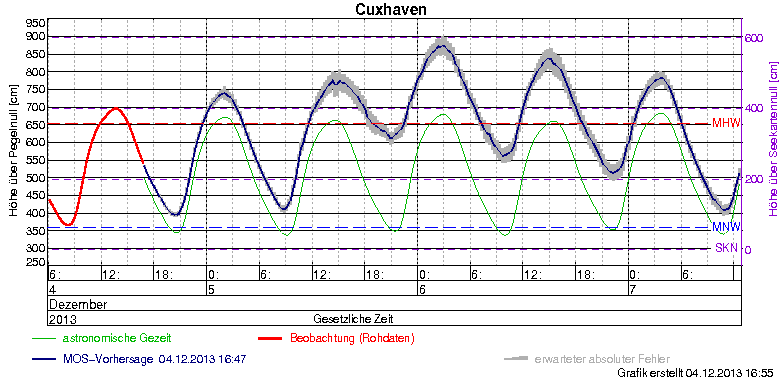 Cuxhaven
Höhe über Pegelnull [cm]
950
900
850
800
750
700
650
600
550
500
450
400
350
300
250
600
400
200
0
Höhe über Seekartennull [cm]
MHW
MNW
SKN
6: 12: 18: 0: 6: 12: 18: 0: 6: 12: 18: 0: 6:
4 5 6 7
Dezember
2013 Gesetzliche Zeit
astronomische Gezeit Beobachtung (Rohdaten)
MOS-Vorhersage 04.12.2013 16:47 erwarteter absoluter Fehler
Grafik erstellt 04.12.2013 16:55